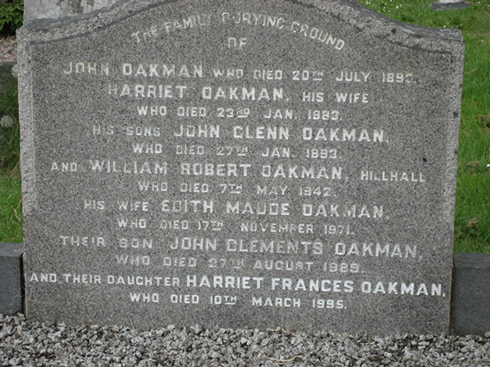 THE FAMILY BURYING GROUND
OF
JOHN OAKMAN WHO DIED 20TH JULY 1893.
HARRIET OAKMAN, HIS WIFE
WHO DIED 23RD JAN. 1883.
HIS SONS JOHN GLENN OAKMAN,
WHO DIED 27TH JAN. 1893.
AND WILLIAM ROBERT OAKMAN, HILLHALL
WHO DIED 7TH MAY 1942.
HIS WIFE EDITH MAUDE OAKMAN,
WHO DIED 17TH NOVEMBER 1971.
THEIR SON JOHN CLEMENTS OAKMAN,
WHO DIED 27TH AUGUST 1989.
AND THEIR DAUGHTER HARRIET FRANCES OAKMAN,
WHO DIED 10TH MARCH 1995.